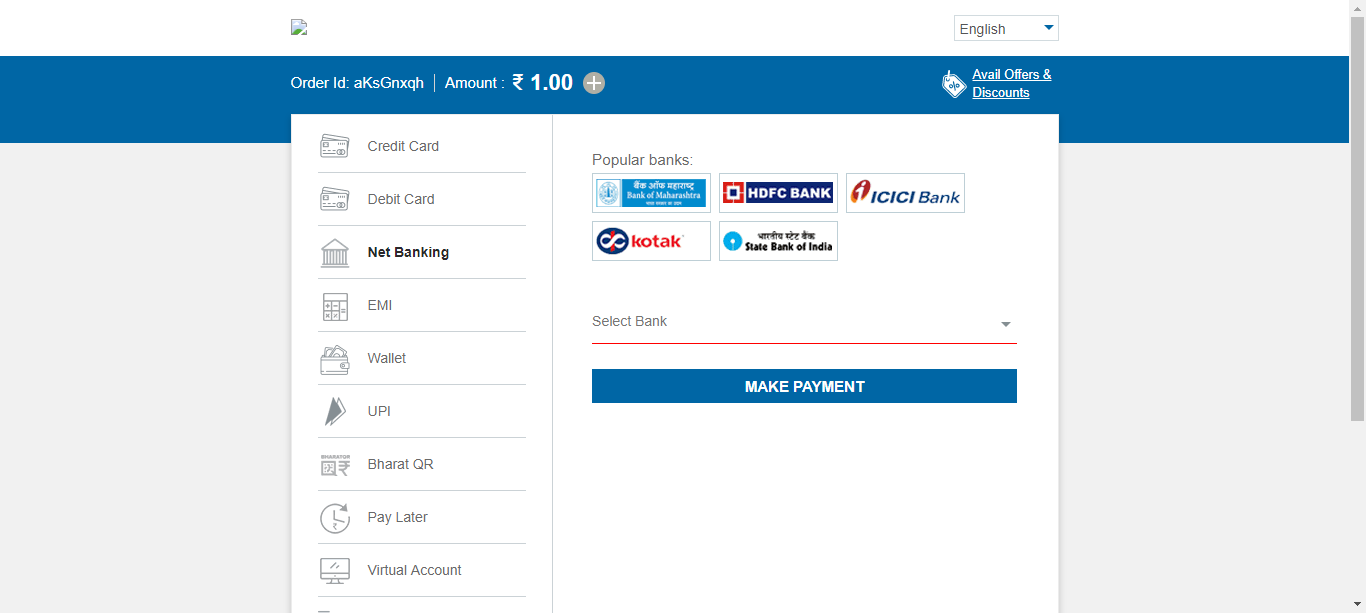 English
Order Id: aKsGnxqh
Amount : ₹ 1.00
Avail Offers &
Discounts
Credit Card
Debit Card
Net Banking
EMI
Wallet
UPI
Bharat QR
Pay Later
Virtual Account
Popular banks:
बैंक ऑफ महाराष्ट्र
Bank of Maharashtra
HDFC BANK
ICICI Bank
kotak
भारतीय स्टेट बैंक
State Bank of India
Select Bank
MAKE PAYMENT